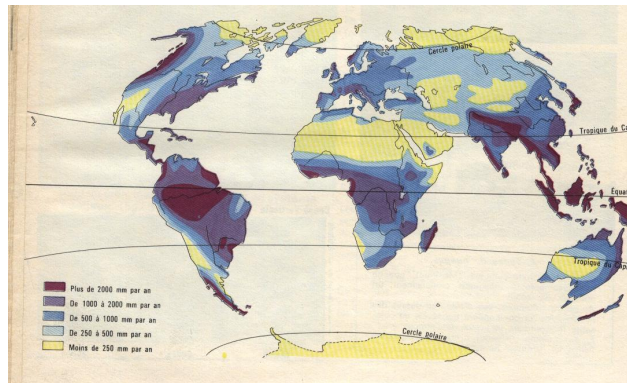 Cercle polaire
Tropique du C
Équa
Tropique du Cap
Plus de 2000 mm par an
De 1000 à 2000 mm par an
De 500 à 1000 mm par an
De 250 à 500 mm par an
Moins de 250 mm par an
Cercle polaire